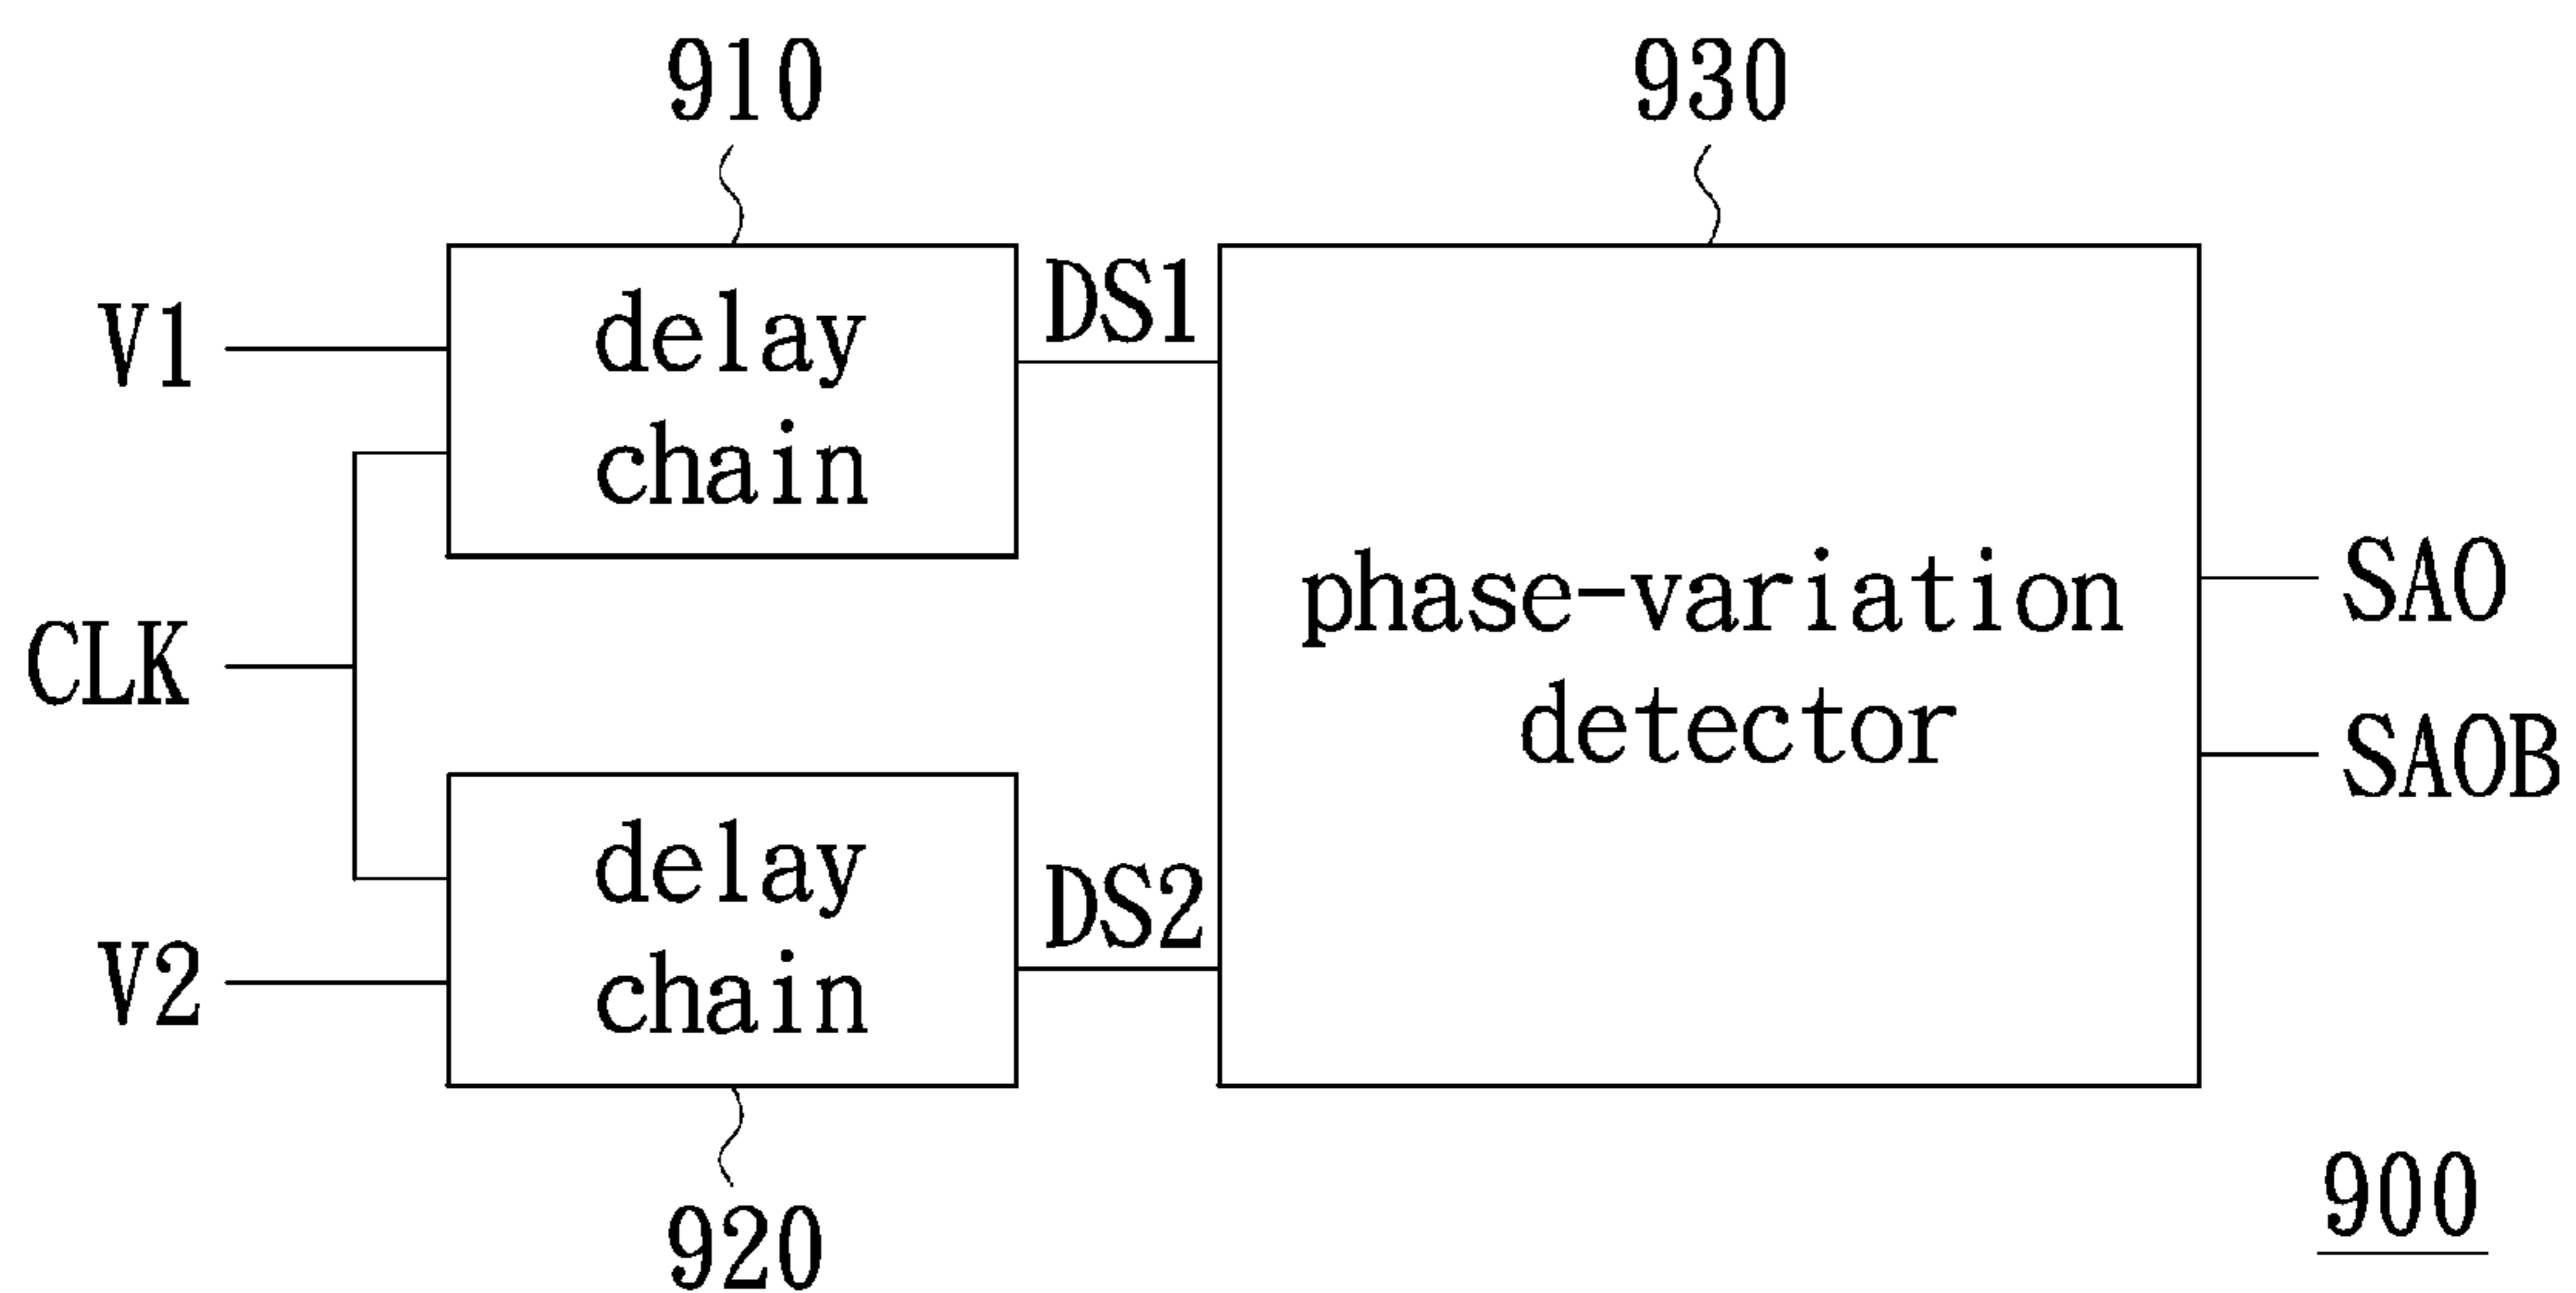 910
930
V1
delay
chain
DS1
CLK
phase-variation
detector
SAO
SAOB
V2
delay
chain
DS2
920
900